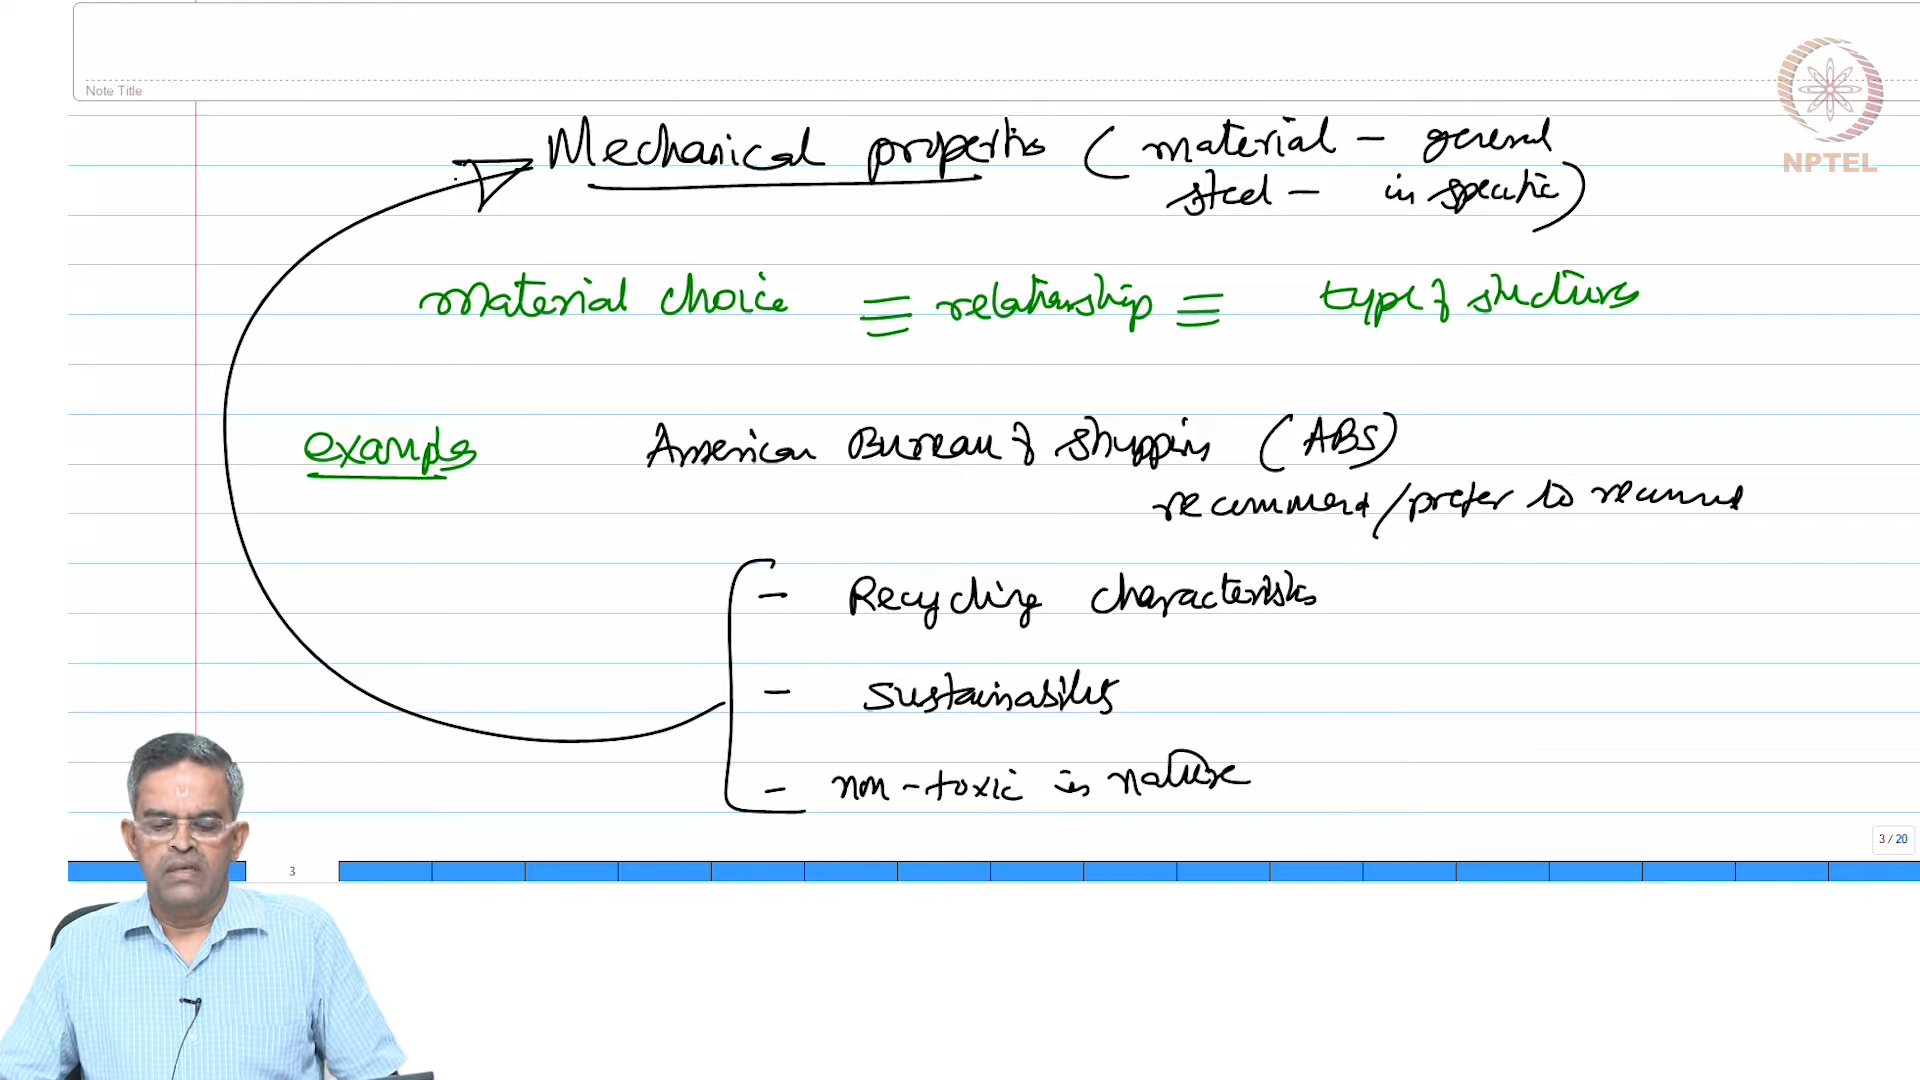 Note Title
NPTEL
Mechanical properties (material - general
steel - in specific)
material choice ≡ relationship ≡ type of structures
example American Bureau of Shipping (ABS)
recommend/prefer to recommend
- Recycling characteristics
- sustainability
- non-toxic in nature
3/20
3